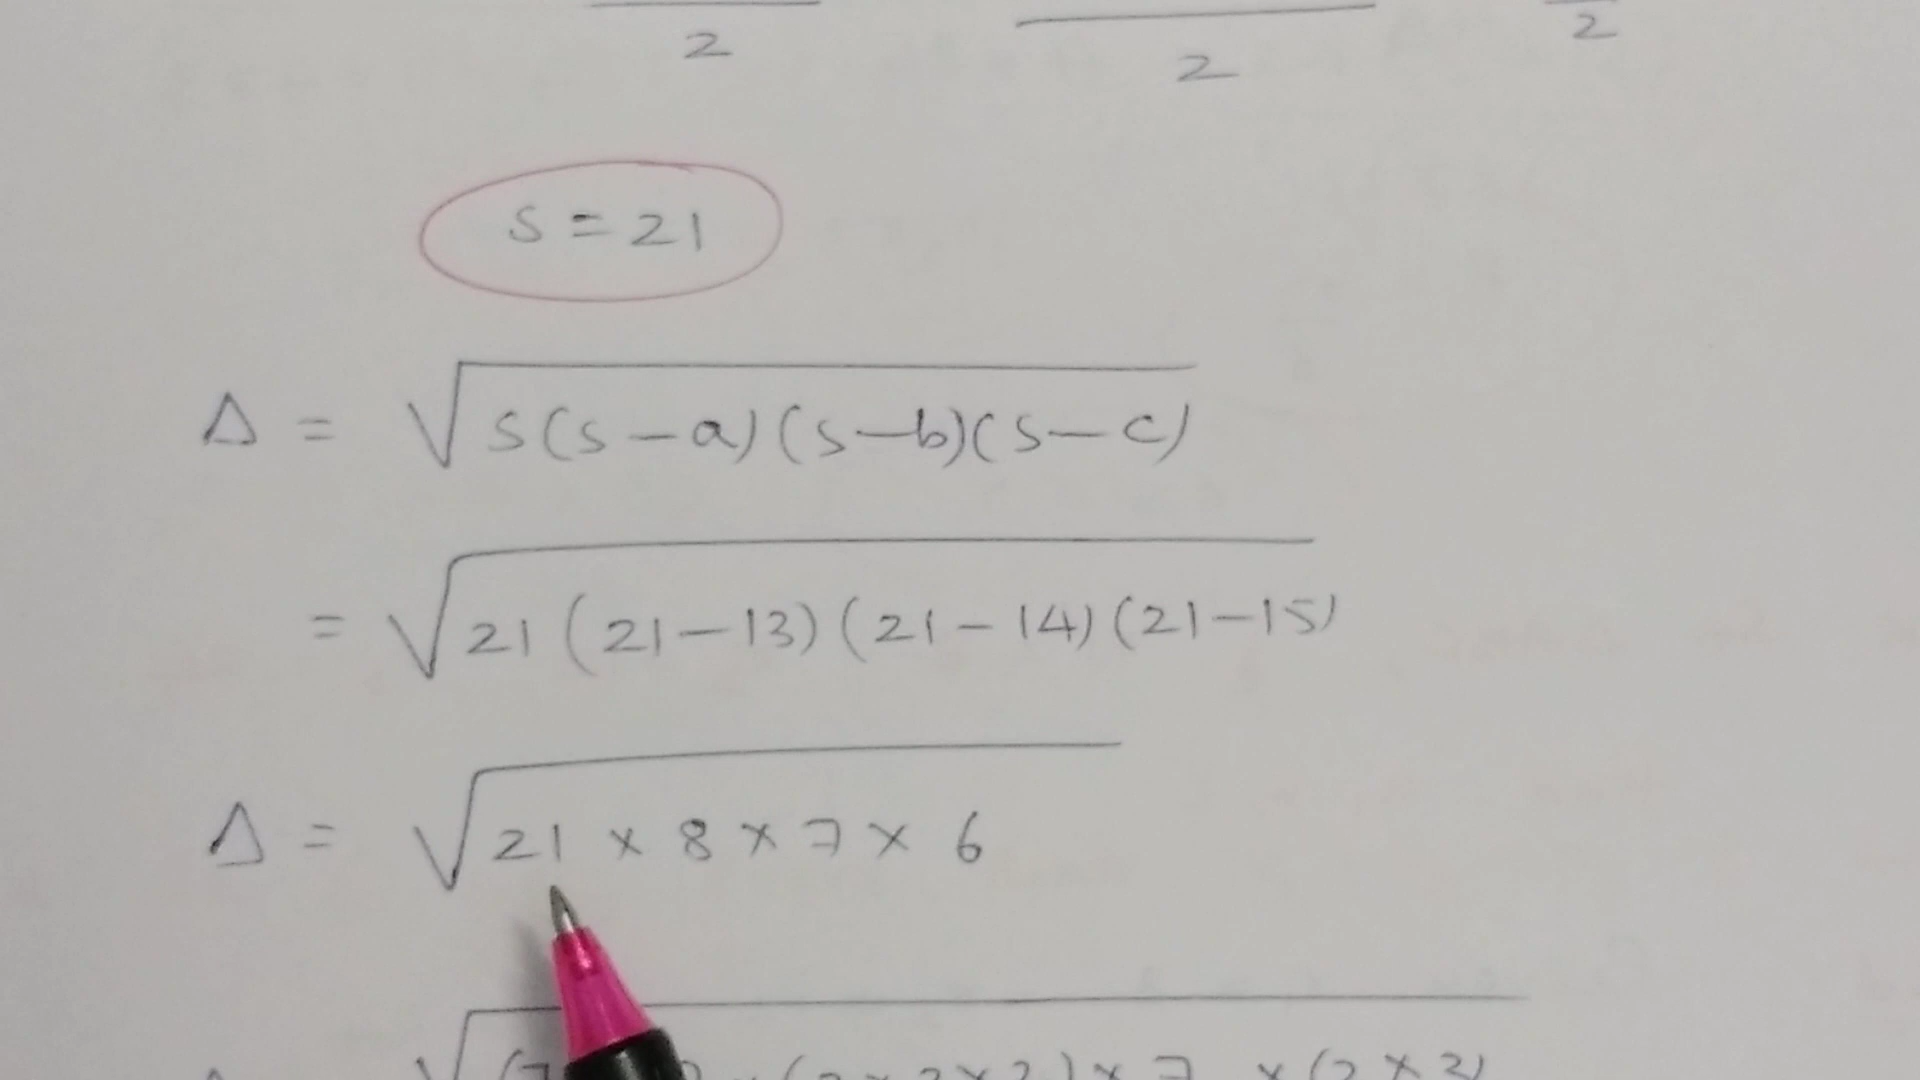 2 2 2
s = 21
Δ = √s(s-a)(s-b)(s-c)
= √21(21-13)(21-14)(21-15)
Δ = √21 × 8 × 7 × 6